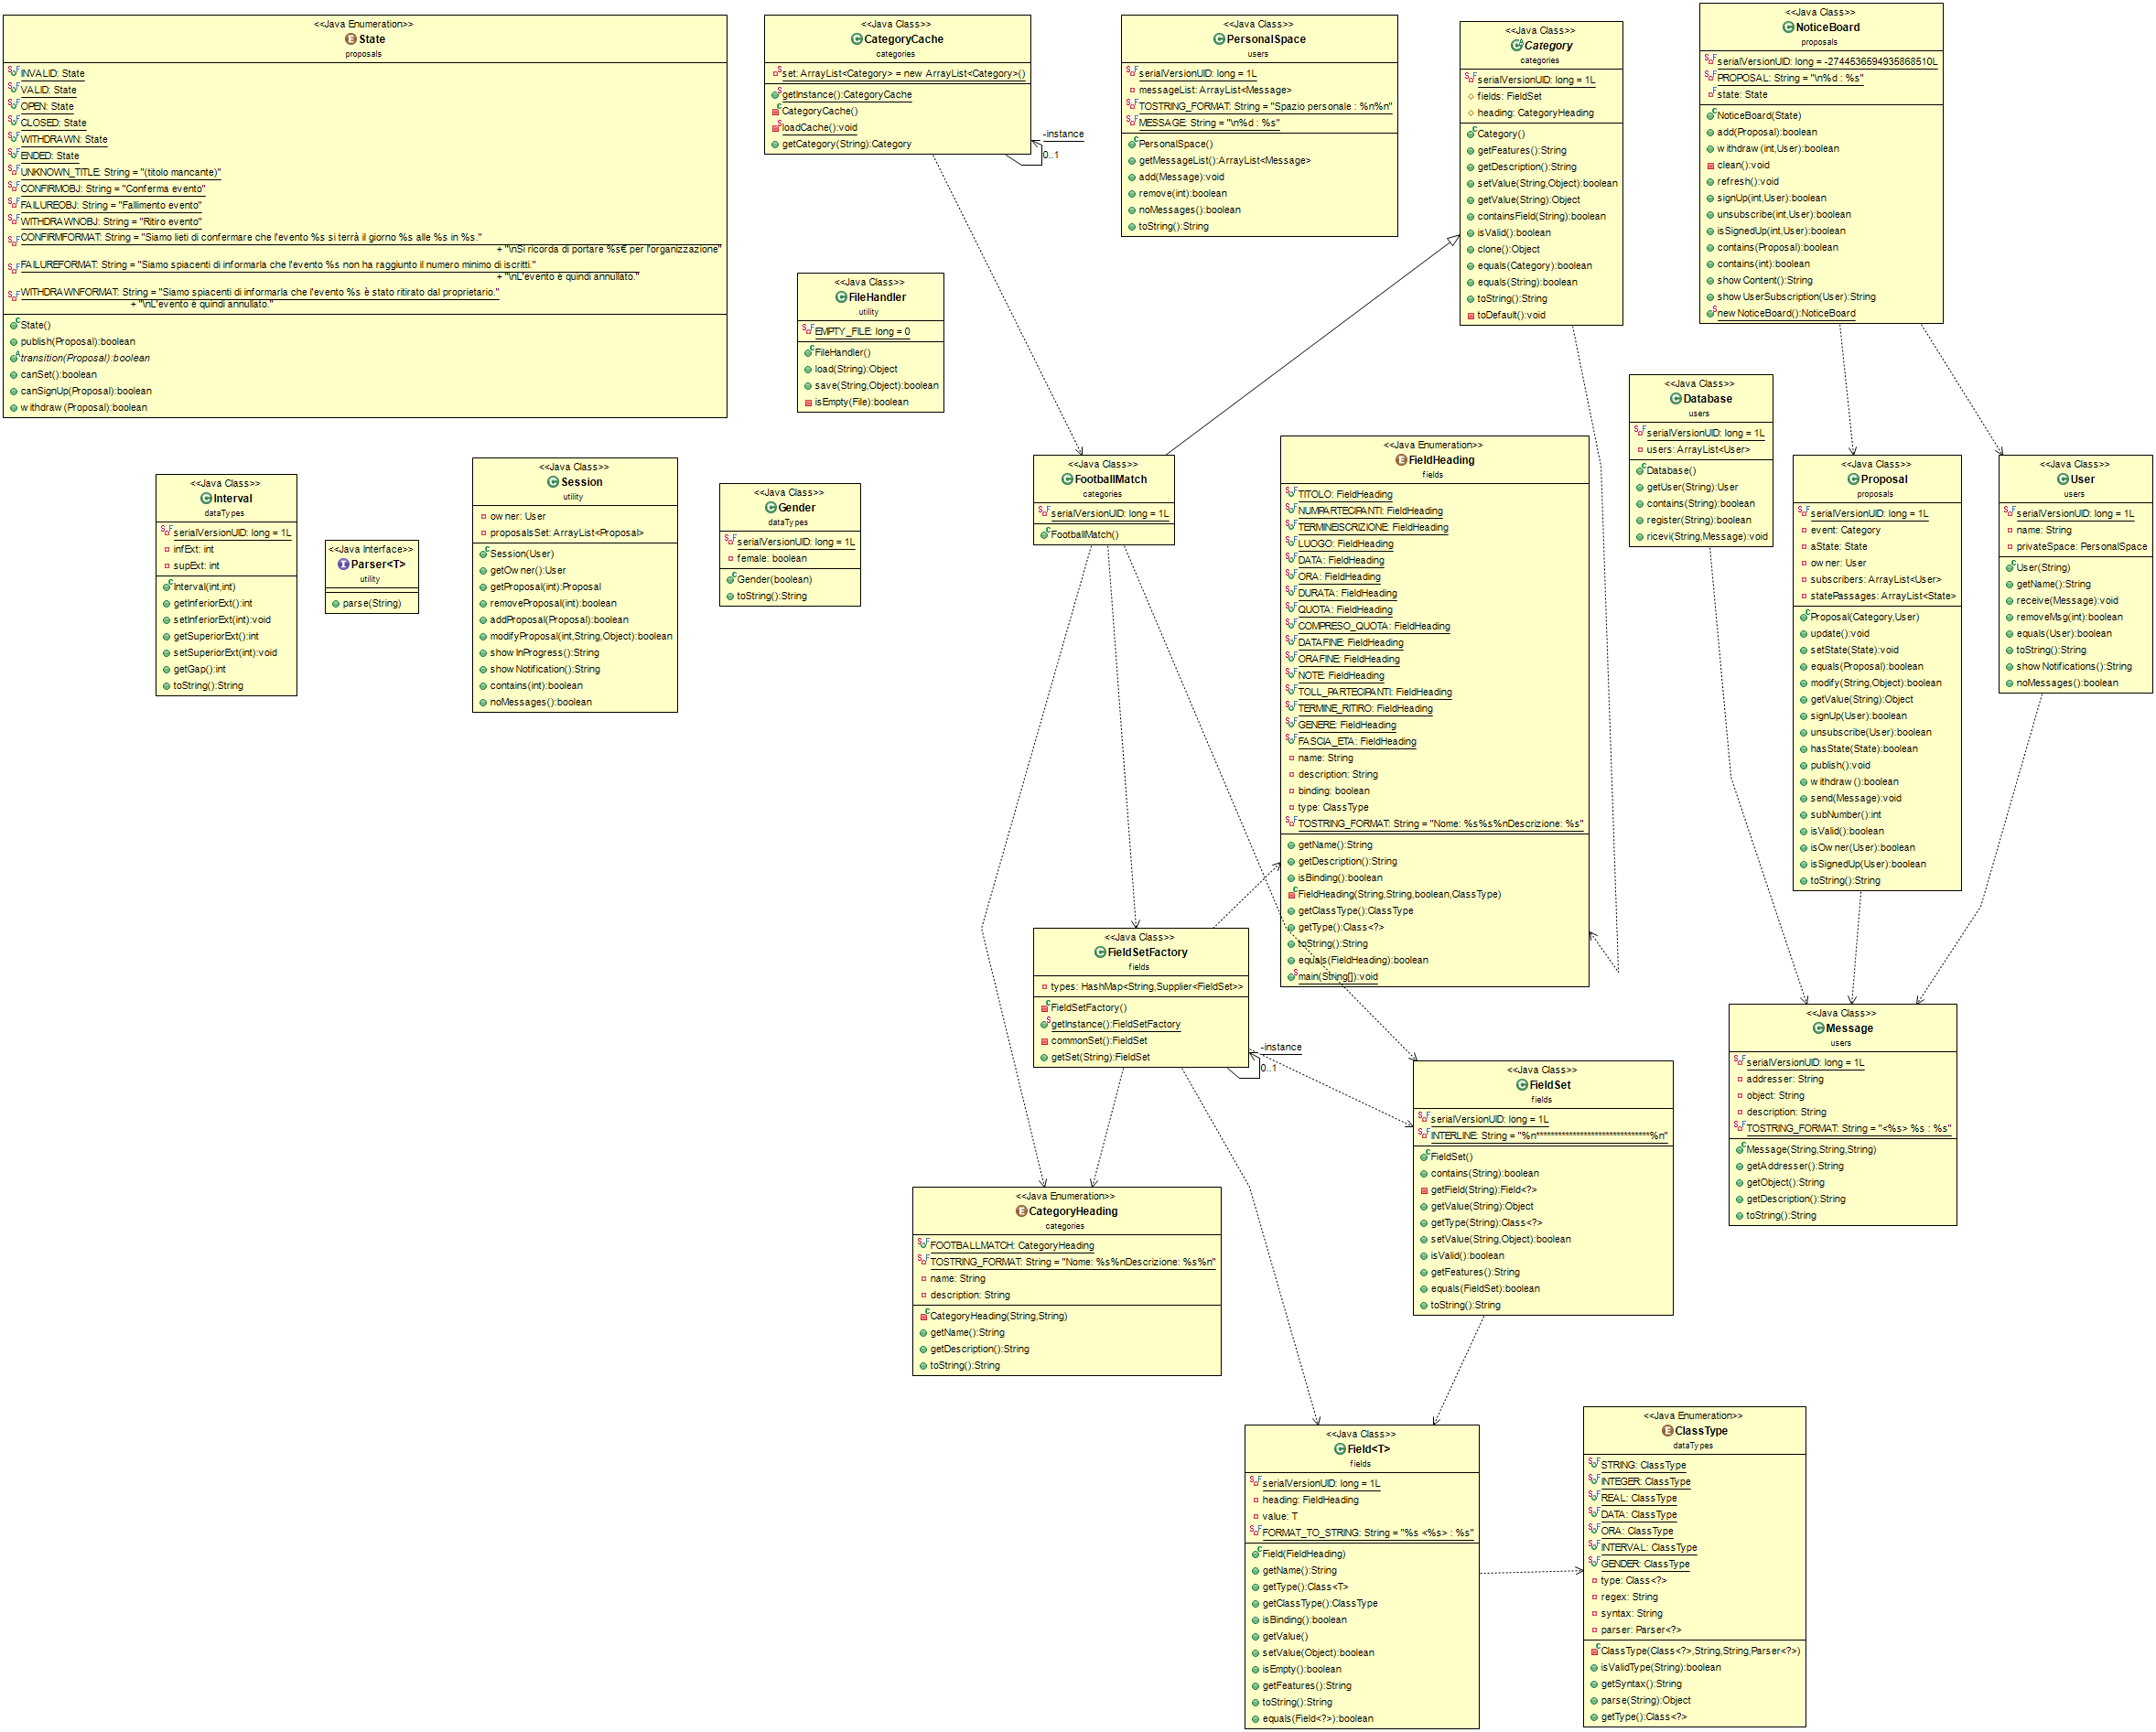 <<Java Enumeration>>
State
proposals
INVALID: State
VALID: State
OPEN: State
CLOSED: State
WITHDRAWN: State
ENDED: State
UNKNOWN_TITLE: String = "(titolo mancante)"
CONFIRMOBJ: String = "Conferma evento"
FAILUREOBJ: String = "Fallimento evento"
WITHDRAWNOBJ: String = "Ritiro evento"
CONFIRMFORMAT: String = "Siamo lieti di confermare che l'evento %s si terrà il giorno %s alle %s in %s."
+ "\nSi ricorda di portare %s€ per l'organizzazione"
FAILUREFORMAT: String = "Siamo spiacenti di informarla che l'evento %s non ha raggiunto il numero minimo di iscritti."
+ "\nL'evento è quindi annullato."
WITHDRAWNFORMAT: String = "Siamo spiacenti di informarla che l'evento %s è stato ritirato dal proprietario."
+ "\nL'evento è quindi annullato."
State()
publish(Proposal):boolean
transition(Proposal):boolean
canSet():boolean
canSignUp(Proposal):boolean
withdraw(Proposal):boolean
<<Java Class>>
CategoryCache
categories
set: ArrayList<Category> = new ArrayList<Category>()
getInstance():CategoryCache
CategoryCache()
loadCache():void
getCategory(String):Category
-instance
0..1
<<Java Class>>
PersonalSpace
users
serialVersionUID: long = 1L
messageList: ArrayList<Message>
TOSTRING_FORMAT: String = "Spazio personale : %n%n"
MESSAGE: String = "\n%d : %s"
PersonalSpace()
getMessageList():ArrayList<Message>
add(Message):void
remove(int):boolean
noMessages():boolean
toString():String
<<Java Class>>
Category
categories
serialVersionUID: long = 1L
fields: FieldSet
heading: CategoryHeading
Category()
getFeatures():String
getDescription():String
setValue(String,Object):boolean
getValue(String):Object
containsField(String):boolean
isValid():boolean
clone():Object
equals(Category):boolean
equals(String):boolean
toString():String
toDefault():void
<<Java Class>>
NoticeBoard
proposals
serialVersionUID: long = -2744536594935868510L
PROPOSAL: String = "\n%d : %s"
state: State
NoticeBoard(State)
add(Proposal):boolean
withdraw(int,User):boolean
clean():void
refresh():void
signUp(int,User):boolean
unsubscribe(int,User):boolean
isSignedUp(int,User):boolean
contains(Proposal):boolean
contains(int):boolean
showContent():String
showUserSubscription(User):String
newNoticeBoard():NoticeBoard
<<Java Class>>
FileHandler
utility
EMPTY_FILE: long = 0
FileHandler()
load(String):Object
save(String,Object):boolean
isEmpty(File):boolean
<<Java Class>>
Database
users
serialVersionUID: long = 1L
users: ArrayList<User>
Database()
getUser(String):User
contains(String):boolean
register(String):boolean
ricevi(String,Message):void
<<Java Class>>
Interval
dataTypes
serialVersionUID: long = 1L
infExt: int
supExt: int
Interval(int,int)
getInferiorExt():int
setInferiorExt(int):void
getSuperiorExt():int
setSuperiorExt(int):void
getGap():int
toString():String
<<Java Interface>>
Parser<T>
utility
parse(String)
<<Java Class>>
Session
utility
owner: User
proposalsSet: ArrayList<Proposal>
Session(User)
getOwner():User
getProposal(int):Proposal
removeProposal(int):boolean
addProposal(Proposal):boolean
modifyProposal(int,String,Object):boolean
showInProgress():String
showNotification():String
contains(int):boolean
noMessages():boolean
<<Java Class>>
Gender
dataTypes
serialVersionUID: long = 1L
female: boolean
Gender(boolean)
toString():String
<<Java Class>>
FootballMatch
categories
serialVersionUID: long = 1L
FootballMatch()
<<Java Enumeration>>
FieldHeading
fields
TITOLO: FieldHeading
NUMPARTECIPANTI: FieldHeading
TERMINEISCRIZIONE: FieldHeading
LUOGO: FieldHeading
DATA: FieldHeading
ORA: FieldHeading
DURATA: FieldHeading
QUOTA: FieldHeading
COMPRESO_QUOTA: FieldHeading
DATAFINE: FieldHeading
ORAFINE: FieldHeading
NOTE: FieldHeading
TOLL_PARTECIPANTI: FieldHeading
TERMINE_RITIRO: FieldHeading
GENERE: FieldHeading
FASCIA_ETA: FieldHeading
name: String
description: String
binding: boolean
type: ClassType
TOSTRING_FORMAT: String = "Nome: %s%s%nDescrizione: %s"
getName():String
getDescription():String
isBinding():boolean
FieldHeading(String,String,boolean,ClassType)
getClassType():ClassType
getType():Class<?>
toString():String
equals(FieldHeading):boolean
main(String[]):void
<<Java Class>>
Proposal
proposals
serialVersionUID: long = 1L
event: Category
aState: State
owner: User
subscribers: ArrayList<User>
statePassages: ArrayList<State>
Proposal(Category,User)
update():void
setState(State):void
equals(Proposal):boolean
modify(String,Object):boolean
getValue(String):Object
signUp(User):boolean
unsubscribe(User):boolean
hasState(State):boolean
publish():void
withdraw():boolean
send(Message):void
subNumber():int
isValid():boolean
isOwner(User):boolean
isSignedUp(User):boolean
toString():String
<<Java Class>>
User
users
serialVersionUID: long = 1L
name: String
privateSpace: PersonalSpace
User(String)
getName():String
receive(Message):void
removeMsg(int):boolean
equals(User):boolean
toString():String
showNotifications():String
noMessages():boolean
<<Java Class>>
FieldSetFactory
fields
types: HashMap<String,Supplier<FieldSet>>
FieldSetFactory()
getInstance():FieldSetFactory
commonSet():FieldSet
getSet(String):FieldSet
-instance
0..1
<<Java Class>>
Message
users
serialVersionUID: long = 1L
addresser: String
object: String
description: String
TOSTRING_FORMAT: String = "<%s> %s : %s"
Message(String,String,String)
getAddresser():String
getObject():String
getDescription():String
toString():String
<<Java Class>>
FieldSet
fields
serialVersionUID: long = 1L
INTERLINE: String = "%n*******************************%n"
FieldSet()
contains(String):boolean
getField(String):Field<?>
getValue(String):Object
getType(String):Class<?>
setValue(String,Object):boolean
isValid():boolean
getFeatures():String
equals(FieldSet):boolean
toString():String
<<Java Enumeration>>
CategoryHeading
categories
FOOTBALLMATCH: CategoryHeading
TOSTRING_FORMAT: String = "Nome: %s%nDescrizione: %s%n"
name: String
description: String
CategoryHeading(String,String)
getName():String
getDescription():String
toString():String
<<Java Class>>
Field<T>
fields
serialVersionUID: long = 1L
heading: FieldHeading
value: T
FORMAT_TO_STRING: String = "%s <%s> : %s"
Field(FieldHeading)
getName():String
getType():Class<T>
getClassType():ClassType
isBinding():boolean
getValue()
setValue(Object):boolean
isEmpty():boolean
getFeatures():String
toString():String
equals(Field<?>):boolean
<<Java Enumeration>>
ClassType
dataTypes
STRING: ClassType
INTEGER: ClassType
REAL: ClassType
DATA: ClassType
ORA: ClassType
INTERVAL: ClassType
GENDER: ClassType
type: Class<?>
regex: String
syntax: String
parser: Parser<?>
ClassType(Class<?>,String,String,Parser<?>)
isValidType(String):boolean
getSyntax():String
parse(String):Object
getType():Class<?>